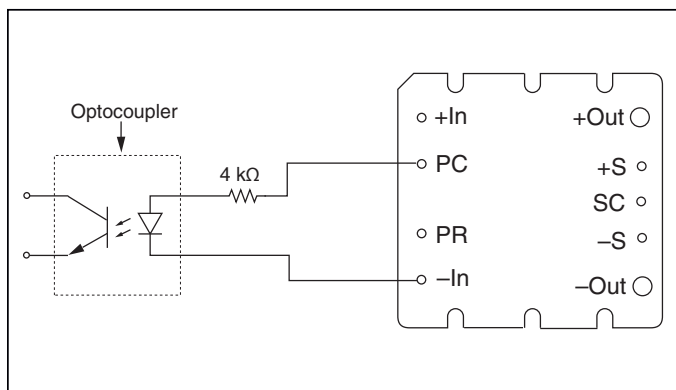 Optocoupler
4 kΩ
+In
PC
PR
–In
+Out
+S
SC
–S
–Out